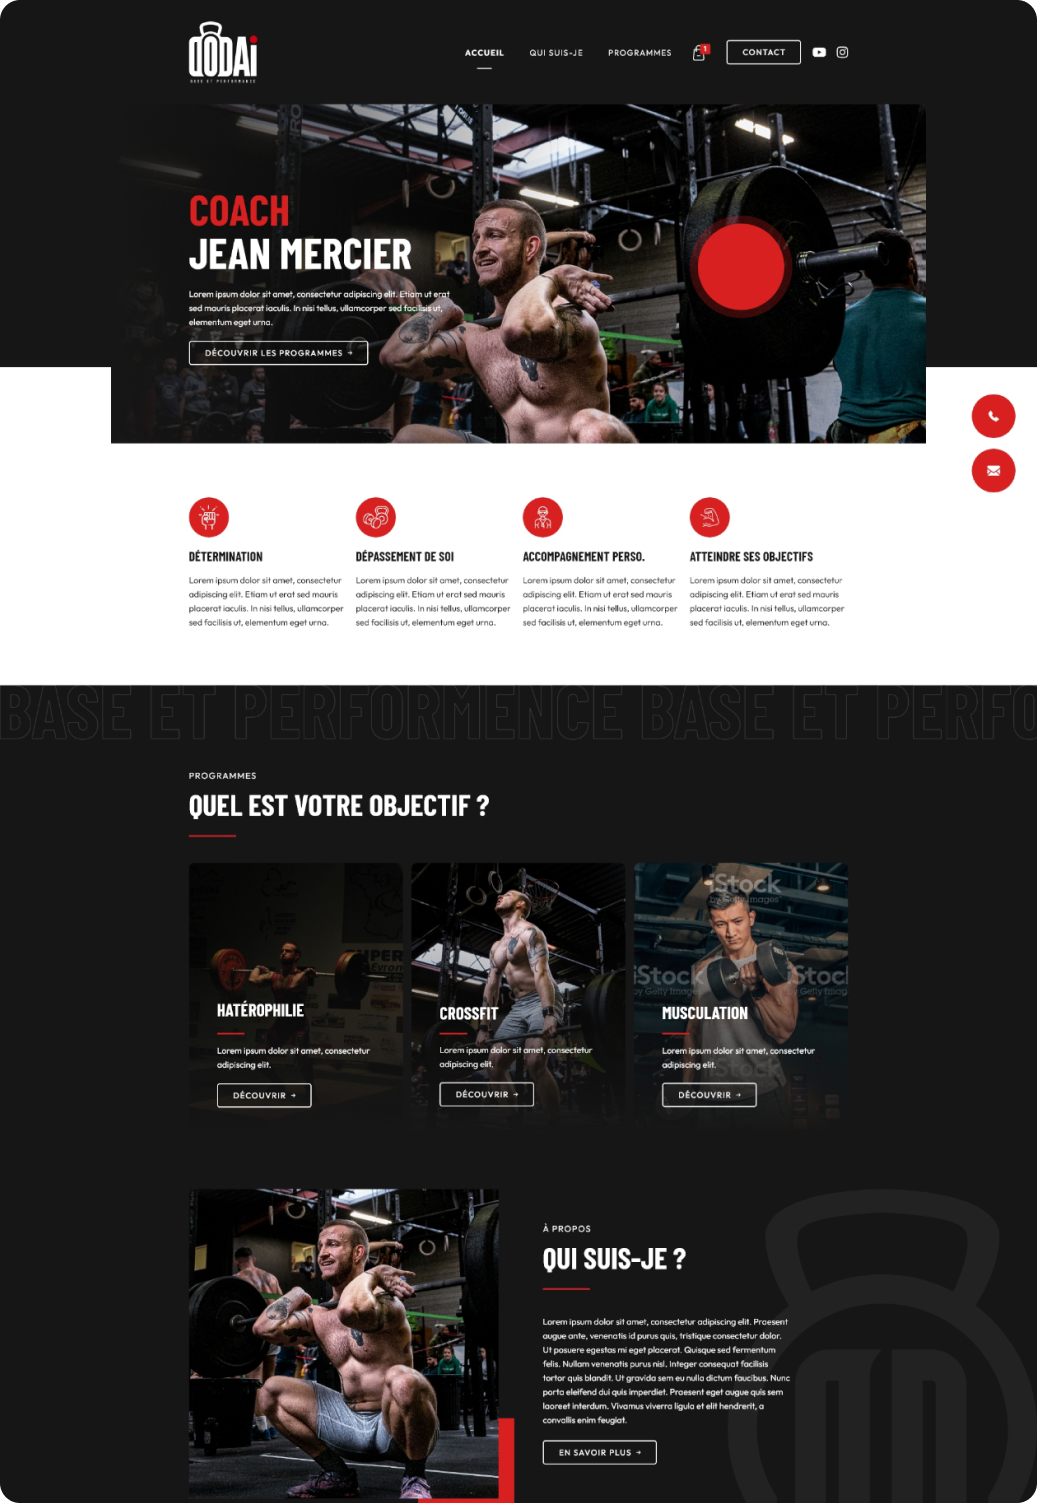 DODAi
BASE ET PERFORMANCE
ACCUEIL
QUI SUIS-JE
PROGRAMMES
1
CONTACT
COACH
JEAN MERCIER
Lorem ipsum dolor sit amet, consectetur adipiscing elit. Etiam ut erat
sed mauris placerat iaculis. In nisi tellus, ullamcorper sed facilisis ut,
elementum eget urna.
DÉCOUVRIR LES PROGRAMMES →
DÉTERMINATION
Lorem ipsum dolor sit amet, consectetur
adipiscing elit. Etiam ut erat sed mauris
placerat iaculis. In nisi tellus, ullamcorper
sed facilisis ut, elementum eget urna.
DÉPASSEMENT DE SOI
Lorem ipsum dolor sit amet, consectetur
adipiscing elit. Etiam ut erat sed mauris
placerat iaculis. In nisi tellus, ullamcorper
sed facilisis ut, elementum eget urna.
ACCOMPAGNEMENT PERSO.
Lorem ipsum dolor sit amet, consectetur
adipiscing elit. Etiam ut erat sed mauris
placerat iaculis. In nisi tellus, ullamcorper
sed facilisis ut, elementum eget urna.
ATTEINDRE SES OBJECTIFS
Lorem ipsum dolor sit amet, consectetur
adipiscing elit. Etiam ut erat sed mauris
placerat iaculis. In nisi tellus, ullamcorper
sed facilisis ut, elementum eget urna.
BASE ET PERFORMENCE BASE ET PERFO
PROGRAMMES
QUEL EST VOTRE OBJECTIF ?
HATÉROPHILIE
Lorem ipsum dolor sit amet, consectetur
adipiscing elit.
DÉCOUVRIR →
CROSSFIT
Lorem ipsum dolor sit amet, consectetur
adipiscing elit.
DÉCOUVRIR →
iStock
by Getty Images
iStock
by Getty Images
iStock
by Getty Images
MUSCULATION
Lorem ipsum dolor sit amet, consectetur
adipiscing elit.
DÉCOUVRIR →
À PROPOS
QUI SUIS-JE ?
Lorem ipsum dolor sit amet, consectetur adipiscing elit. Praesent
augue ante, venenatis id purus quis, tristique consectetur dolor.
Ut posuere egestas mi eget placerat. Quisque sed fermentum
felis. Nullam venenatis purus nisl. Integer consequat facilisis
tortor quis blandit. Ut gravida sem eu nulla dictum faucibus. Nunc
porta eleifend dui quis imperdiet. Praesent eget augue quis sem
laoreet interdum. Vivamus viverra ligula et elit hendrerit, a
convallis enim feugiat.
EN SAVOIR PLUS →